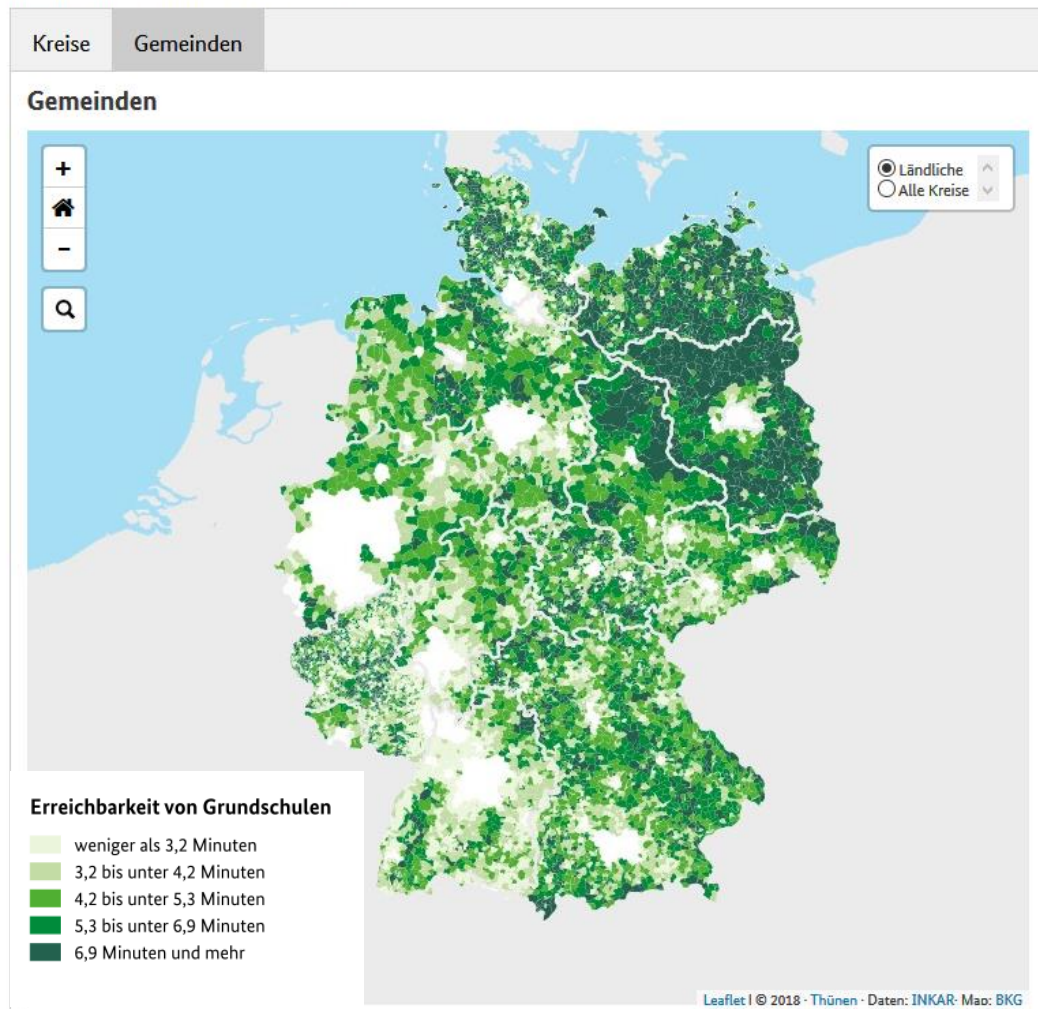 Kreise Gemeinden
Gemeinden
+
−
Ländliche
Alle Kreise
Erreichbarkeit von Grundschulen
weniger als 3,2 Minuten
3,2 bis unter 4,2 Minuten
4,2 bis unter 5,3 Minuten
5,3 bis unter 6,9 Minuten
6,9 Minuten und mehr
Leaflet | © 2018 · Thünen · Daten: INKAR· Map: BKG